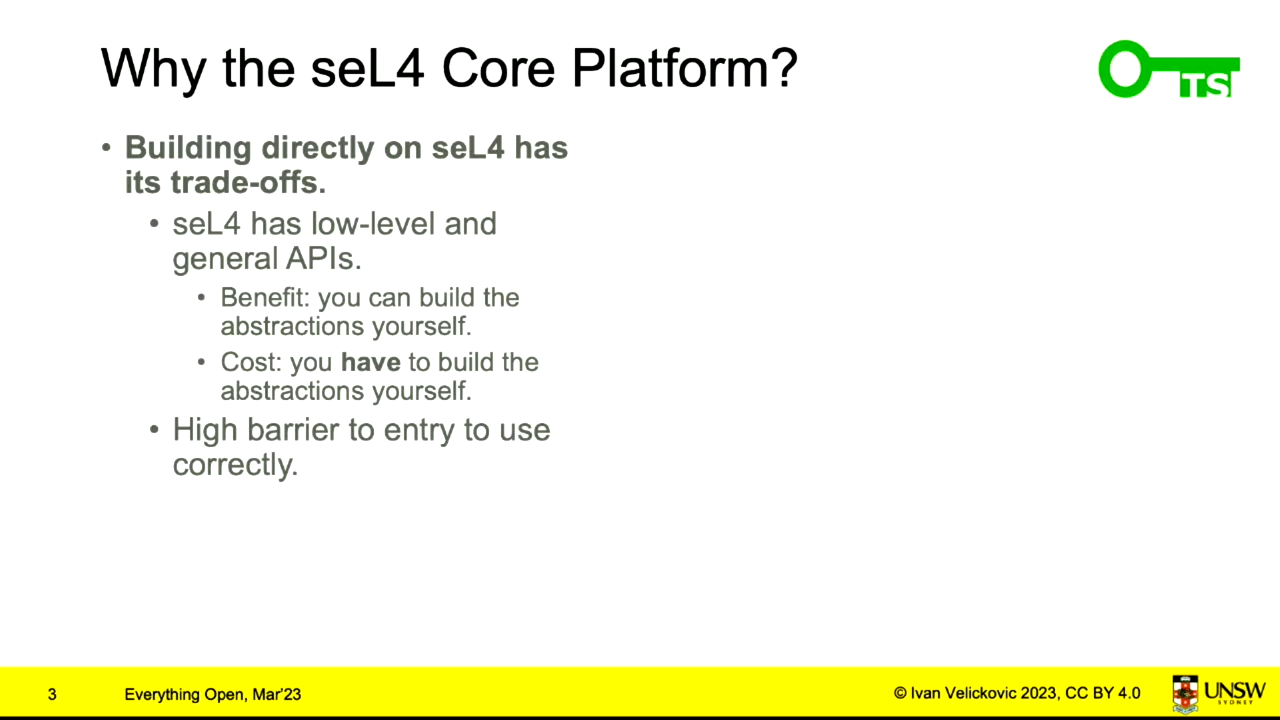 Why the seL4 Core Platform?
TS
• Building directly on seL4 has
its trade-offs.
• seL4 has low-level and
general APIs.
• Benefit: you can build the
abstractions yourself.
• Cost: you have to build the
abstractions yourself.
• High barrier to entry to use
correctly.
3
Everything Open, Mar'23
© Ivan Velickovic 2023, CC BY 4.0
UNSW
SYDNEY